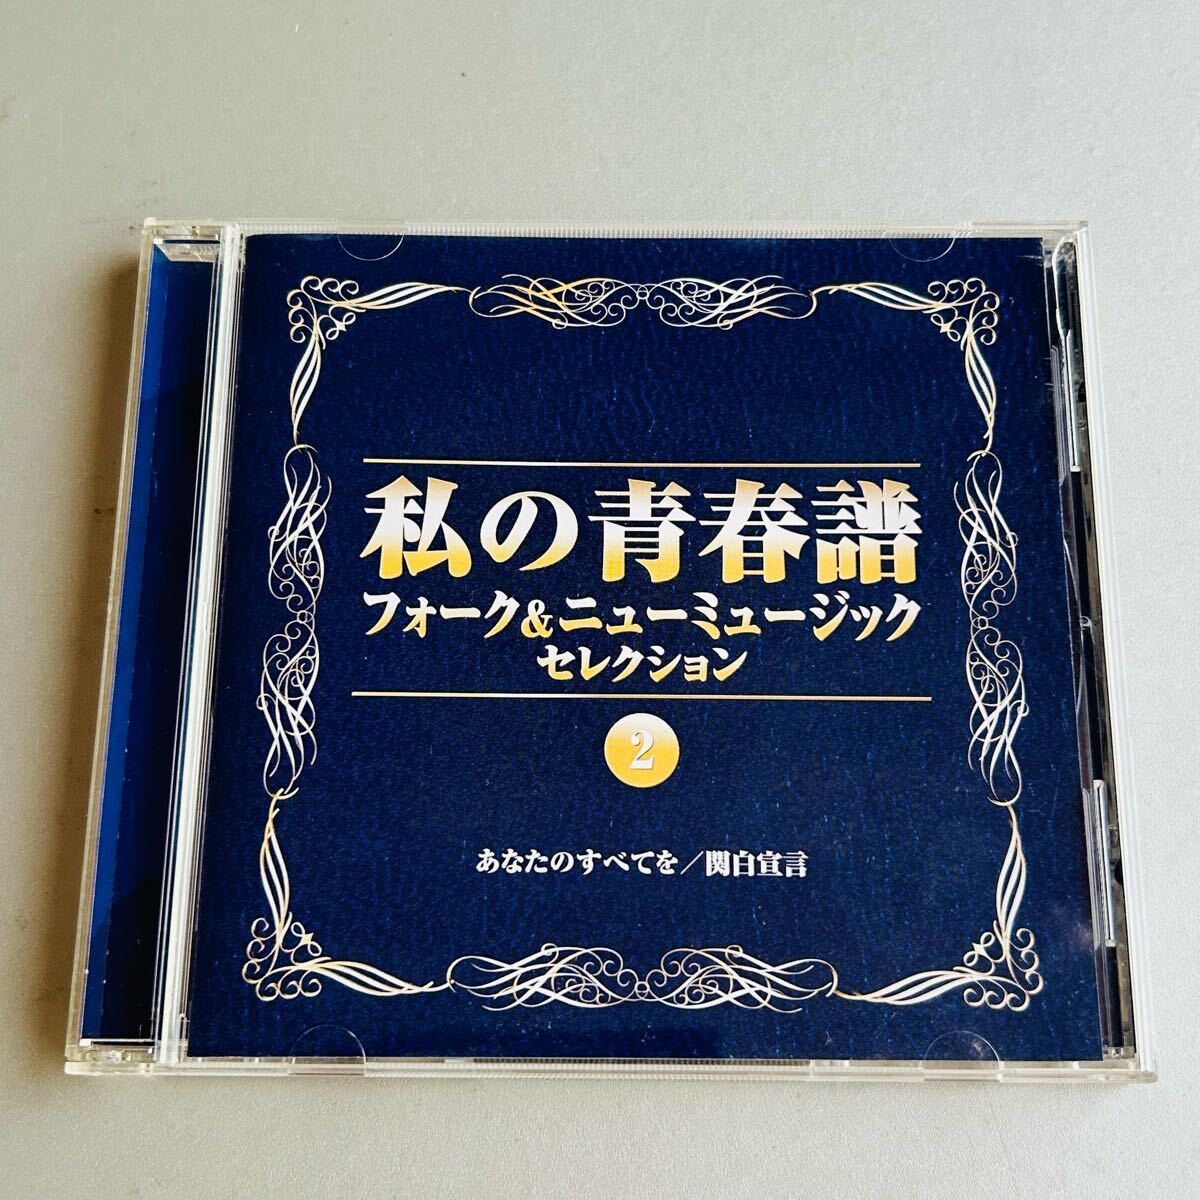 私の青春譜
フォーク&ニューミュージック
セレクション
2
あなたのすべてを／関白宣言